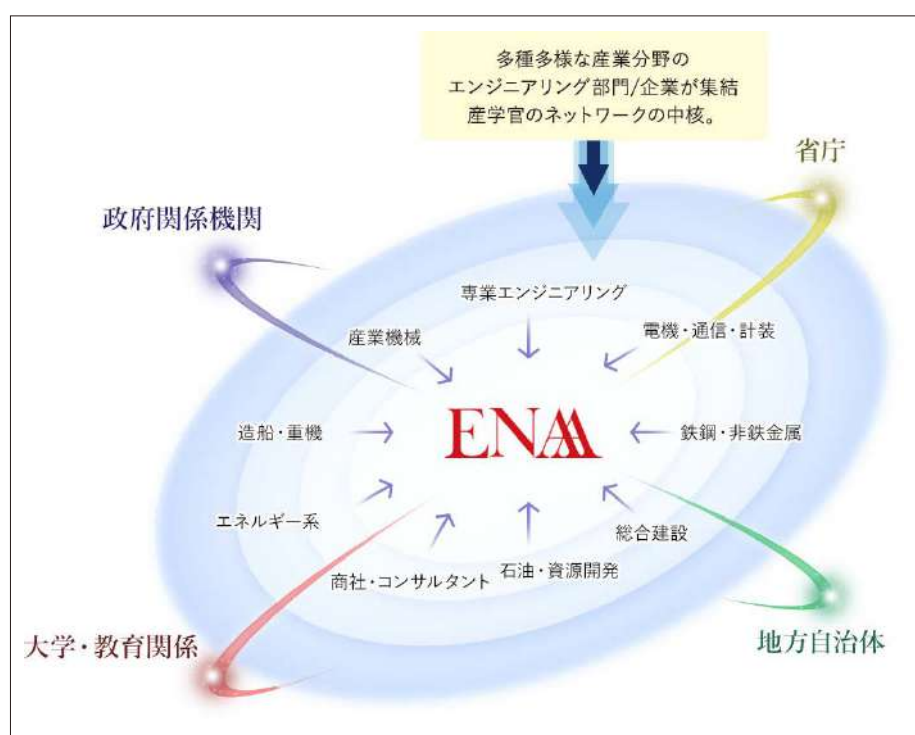 多種多様な産業分野の
エンジニアリング部門/企業が集結
産学官のネットワークの中核。
省庁
政府関係機関
専業エンジニアリング
産業機械
電機・通信・計装
造船・重機
ENAA
鉄鋼・非鉄金属
エネルギー系
総合建設
商社・コンサルタント
石油・資源開発
大学・教育関係
地方自治体